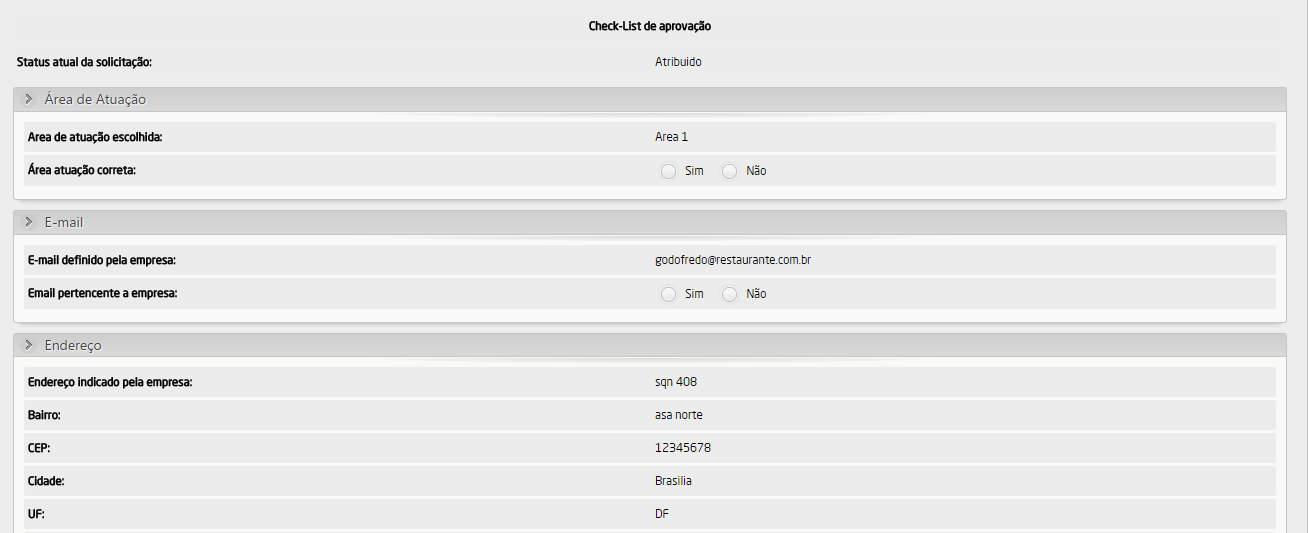 Check-List de aprovação
Status atual da solicitação: Atribuido
Área de Atuação
Area de atuação escolhida: Area 1
Área atuação correta: Sim Não
E-mail
E-mail definido pela empresa: godofredo@restaurante.com.br
Email pertencente a empresa: Sim Não
Endereço
Endereço indicado pela empresa: sqn 408
Bairro: asa norte
CEP: 12345678
Cidade: Brasilia
UF: DF